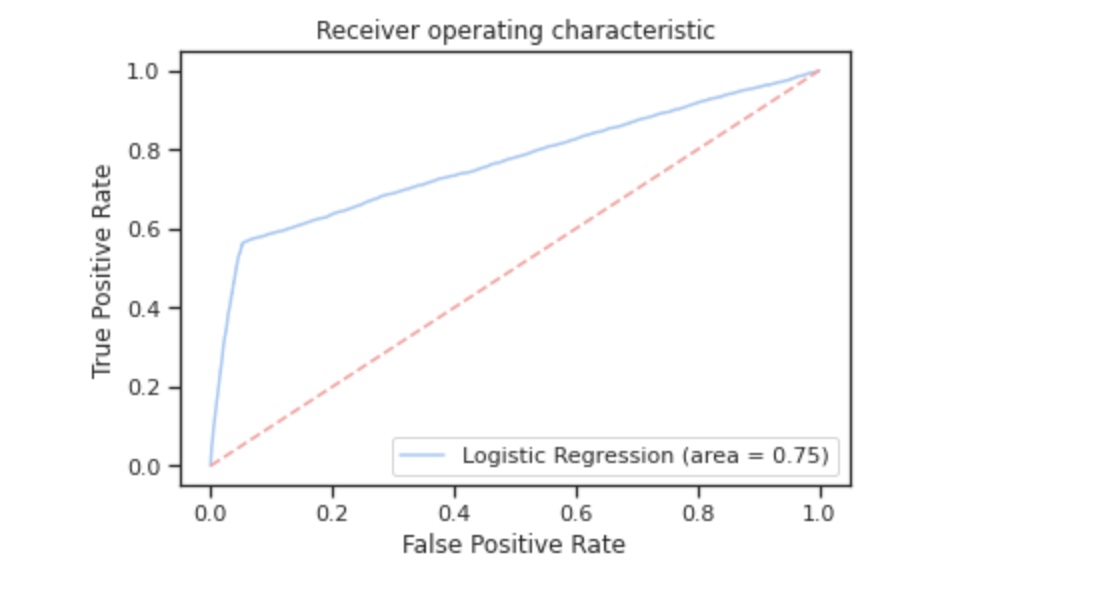 Receiver operating characteristic
1.0
0.8
0.6
0.4
0.2
0.0
True Positive Rate
Logistic Regression (area = 0.75)
0.0 0.2 0.4 0.6 0.8 1.0
False Positive Rate